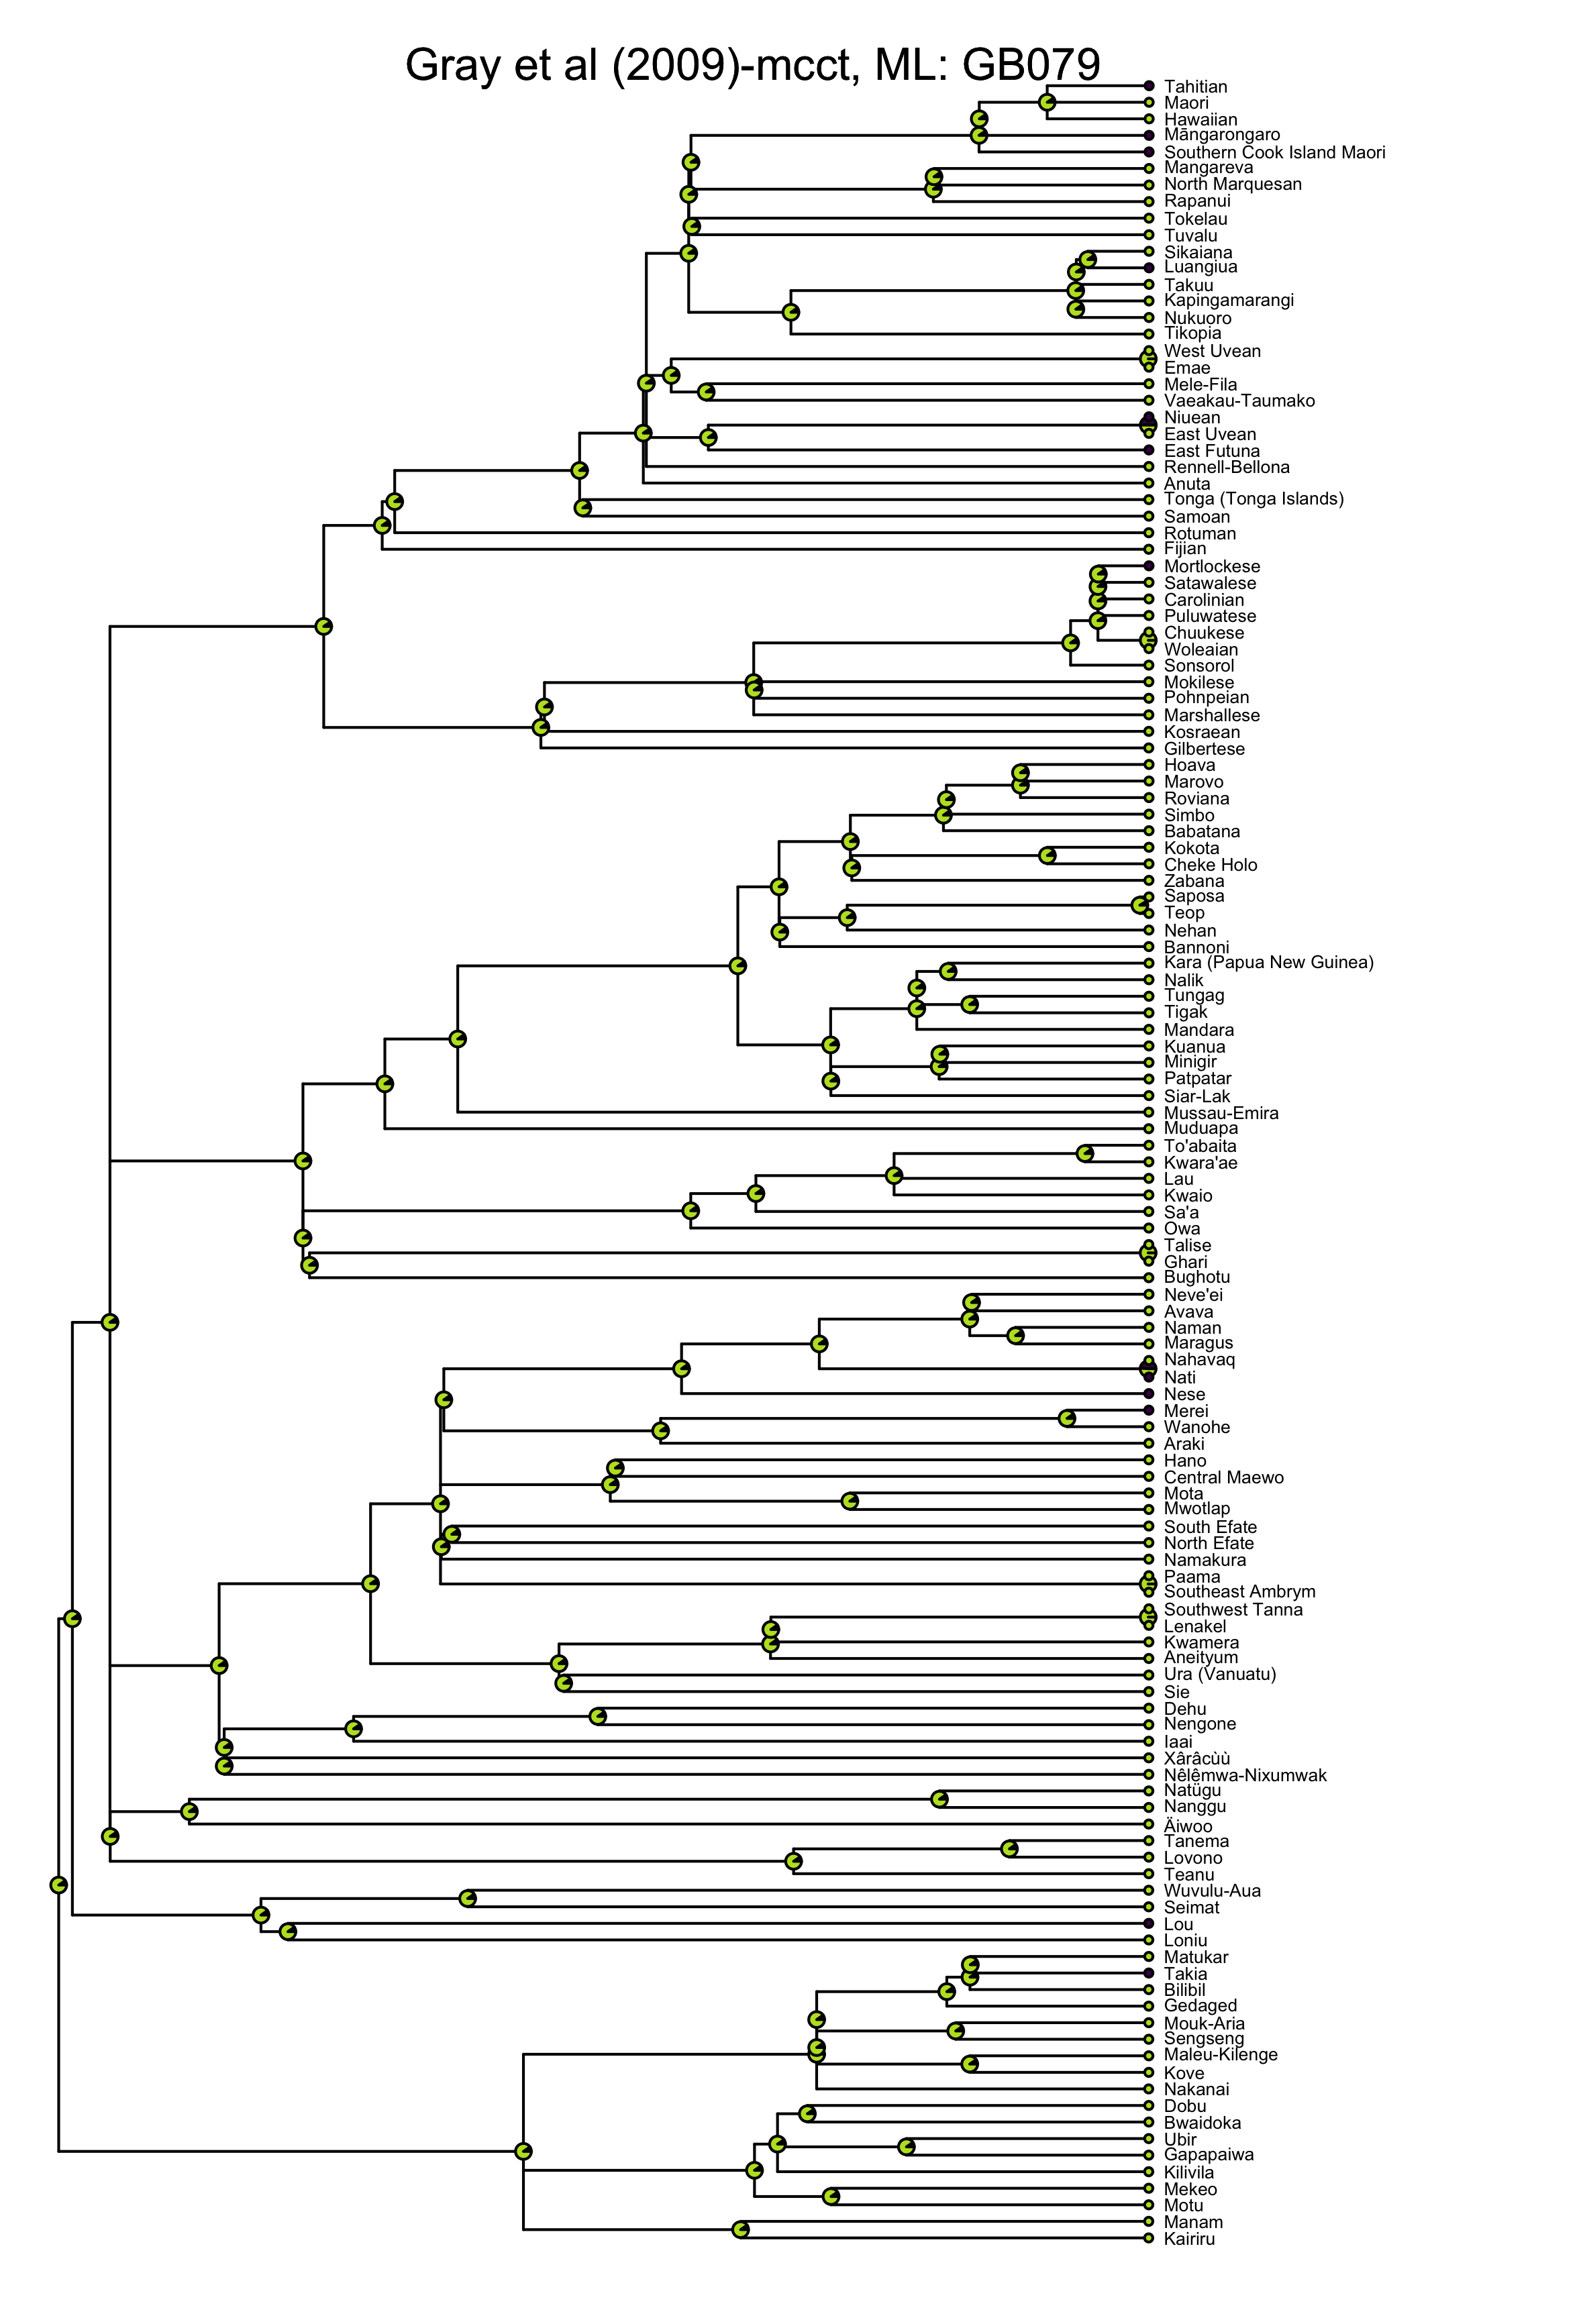 Gray et al (2009)-mcct, ML: GB079
Tahitian
Maori
Hawaiian
Māngarongaro
Southern Cook Island Maori
Mangareva
North Marquesan
Rapanui
Tokelau
Tuvalu
Sikaiana
Luangiua
Takuu
Kapingamarangi
Nukuoro
Tikopia
West Uvean
Emae
Mele-Fila
Vaeakau-Taumako
Niuean
East Uvean
East Futuna
Rennell-Bellona
Anuta
Tonga (Tonga Islands)
Samoan
Rotuman
Fijian
Mortlockese
Satawalese
Carolinian
Puluwatese
Chuukese
Woleaian
Sonsorol
Mokilese
Pohnpeian
Marshallese
Kosraean
Gilbertese
Hoava
Marovo
Roviana
Simbo
Babatana
Kokota
Cheke Holo
Zabana
Saposa
Teop
Nehan
Bannoni
Kara (Papua New Guinea)
Nalik
Tungag
Tigak
Mandara
Kuanua
Minigir
Patpatar
Siar-Lak
Mussau-Emira
Muduapa
To'abaita
Kwara'ae
Lau
Kwaio
Sa'a
Owa
Talise
Ghari
Bughotu
Neve'ei
Avava
Naman
Maragus
Nahavaq
Nati
Nese
Merei
Wanohe
Araki
Hano
Central Maewo
Mota
Mwotlap
South Efate
North Efate
Namakura
Paama
Southeast Ambrym
Southwest Tanna
Lenakel
Kwamera
Aneityum
Ura (Vanuatu)
Sie
Dehu
Nengone
Iaai
Xârâcùù
Nêlêmwa-Nixumwak
Natügu
Nanggu
Äiwoo
Tanema
Lovono
Teanu
Wuvulu-Aua
Seimat
Lou
Loniu
Matukar
Takia
Bilibil
Gedaged
Mouk-Aria
Sengseng
Maleu-Kilenge
Kove
Nakanai
Dobu
Bwaidoka
Ubir
Gapapaiwa
Kilivila
Mekeo
Motu
Manam
Kairiru